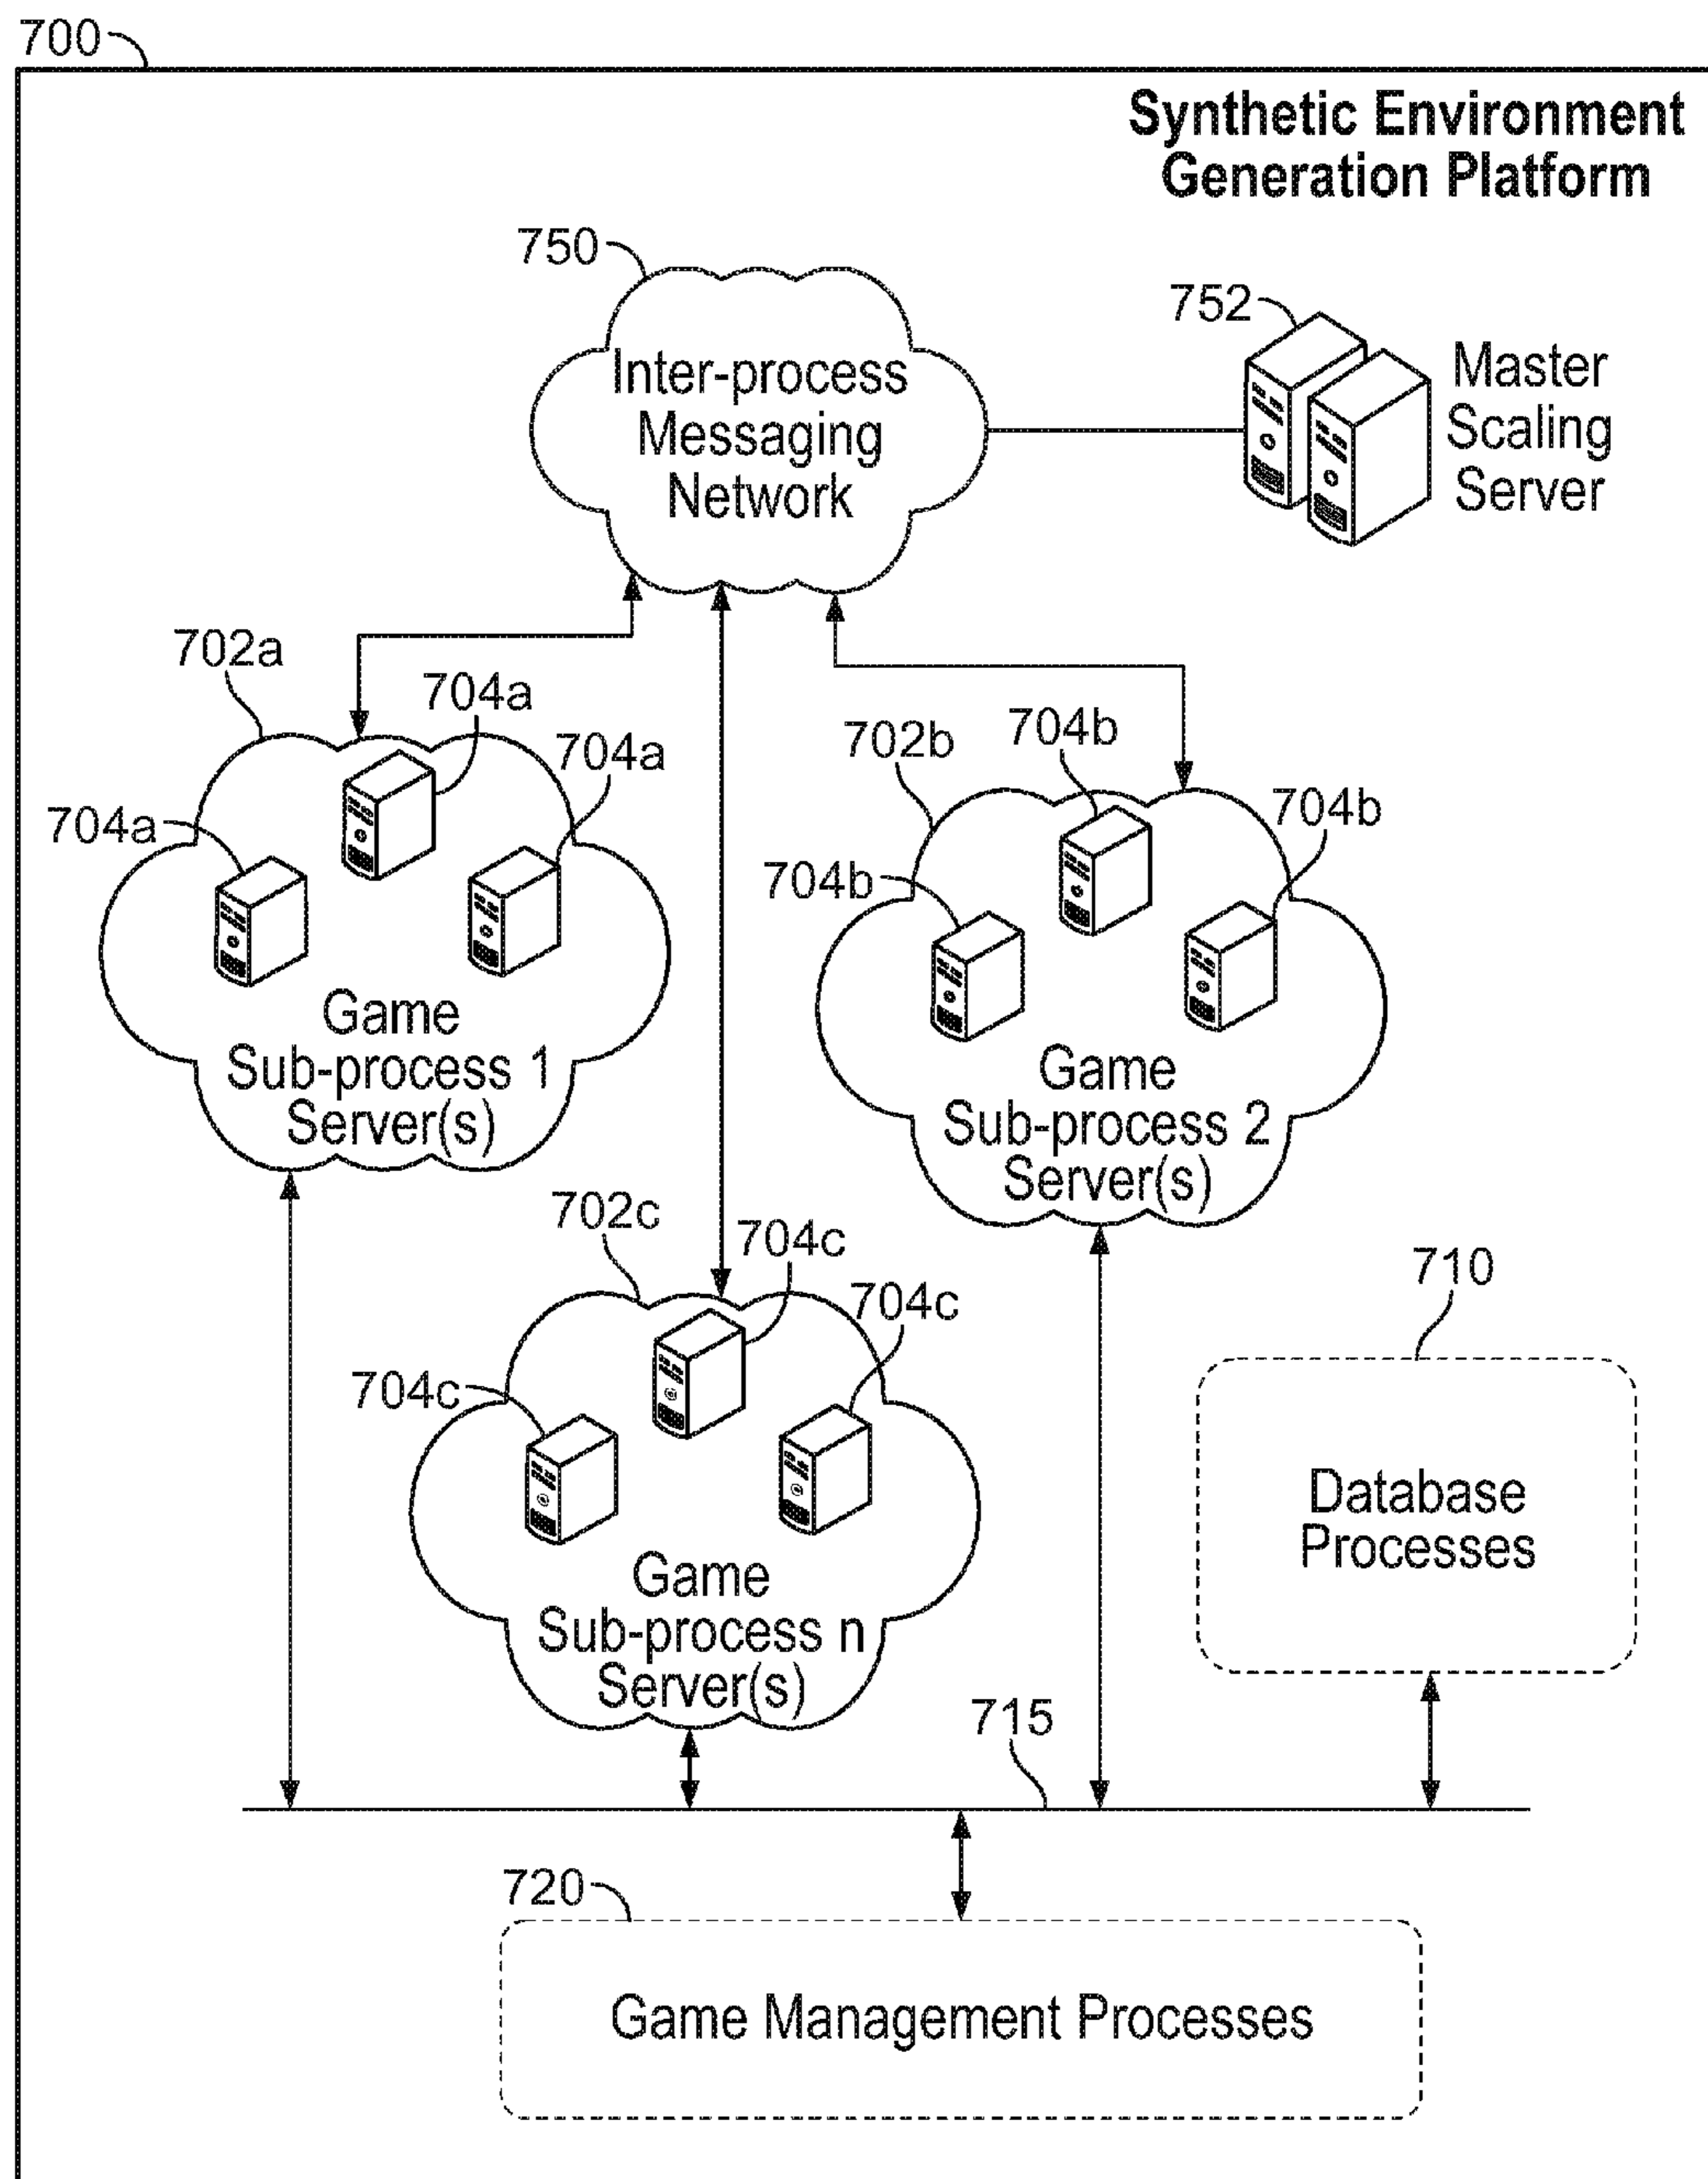 700
Synthetic Environment
Generation Platform
750
Inter-process
Messaging
Network
752
Master
Scaling
Server
702a
704a
704a
704a
Game
Sub-process 1
Server(s)
702b
704b
704b
704b
Game
Sub-process 2
Server(s)
702c
704c
704c
704c
Game
Sub-process n
Server(s)
710
Database
Processes
715
720
Game Management Processes